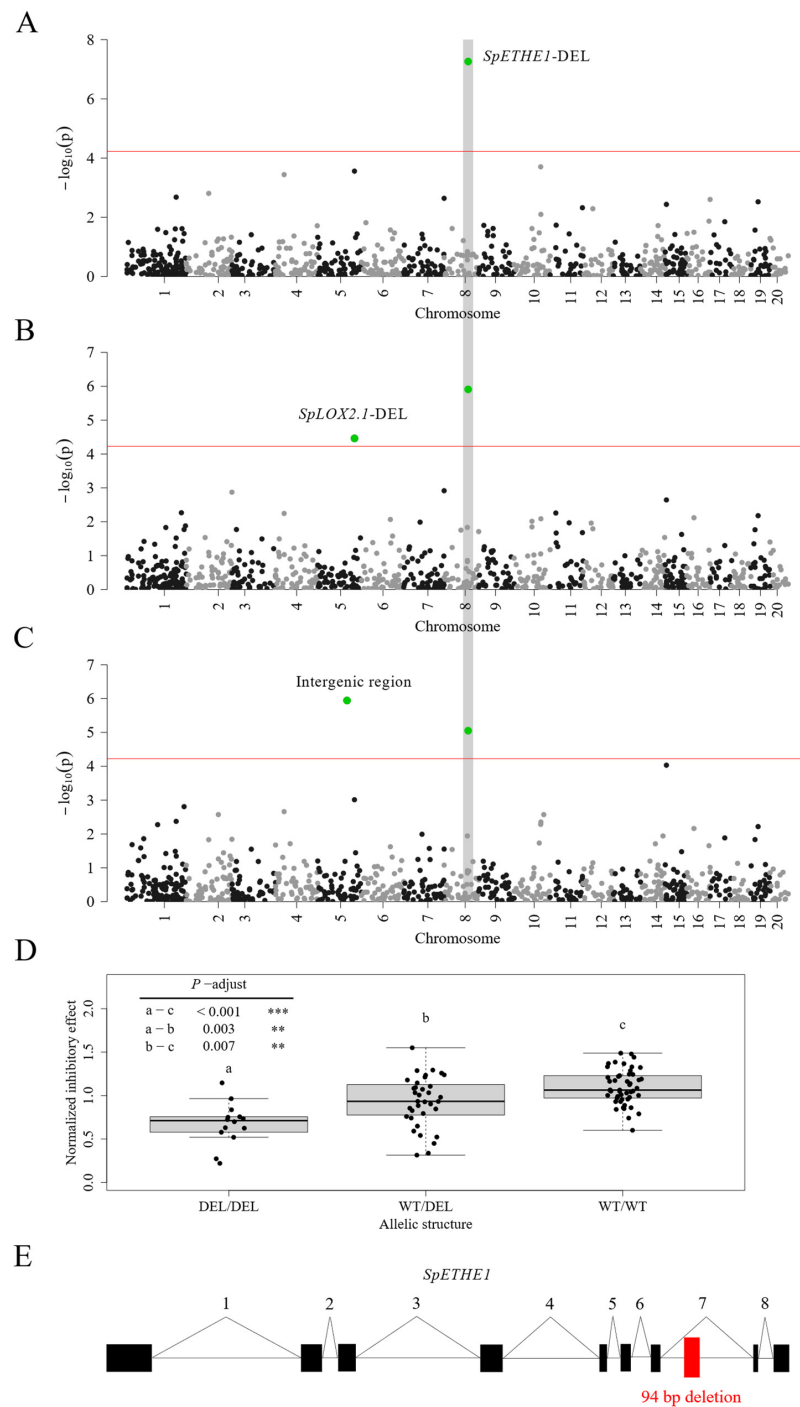 A
8
6
4
2
0
−log10(p)
SpETHE1-DEL
1 2 3 4 5 6 7 8 9 10 11 12 13 14 15 16 17 18 19 20
Chromosome
B
7
6
5
4
3
2
1
0
−log10(p)
SpLOX2.1-DEL
1 2 3 4 5 6 7 8 9 10 11 12 13 14 15 16 17 18 19 20
Chromosome
C
7
6
5
4
3
2
1
0
−log10(p)
Intergenic region
1 2 3 4 5 6 7 8 9 10 11 12 13 14 15 16 17 18 19 20
Chromosome
D
Normalized inhibitory effect
2.0
1.5
1.0
0.5
0.0
P −adjust
a − c < 0.001 ***
a − b 0.003 **
b − c 0.007 **
a
b
c
DEL/DEL WT/DEL WT/WT
Allelic structure
E
SpETHE1
1 2 3 4 5 6 7 8
94 bp deletion